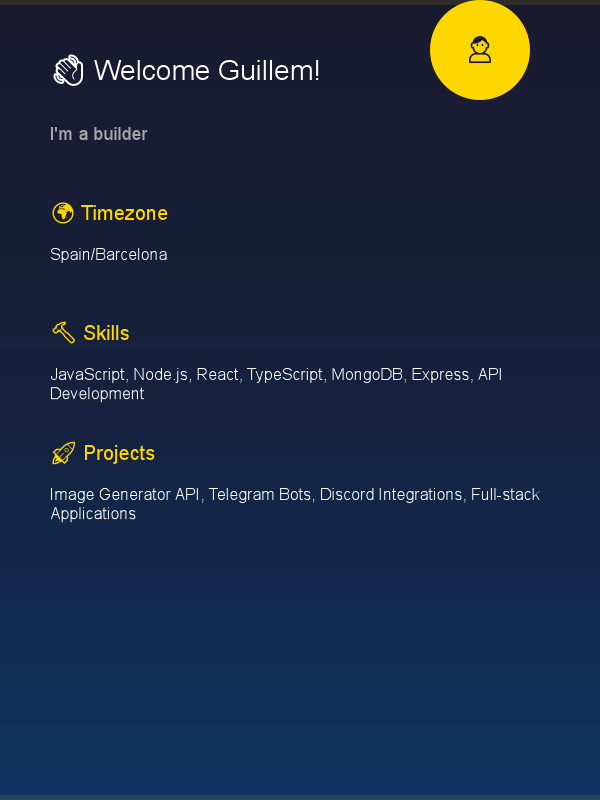 👋 Welcome Guillem!
I'm a builder
🌍 Timezone
Spain/Barcelona
🔨 Skills
JavaScript, Node.js, React, TypeScript, MongoDB, Express, API
Development
🚀 Projects
Image Generator API, Telegram Bots, Discord Integrations, Full-stack
Applications